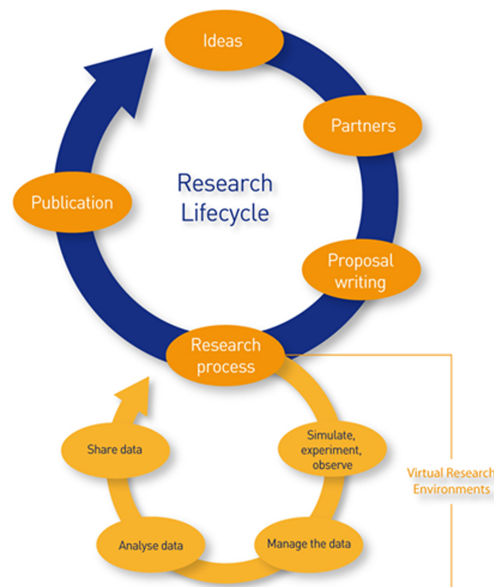 Ideas
Partners
Research
Lifecycle
Publication
Proposal
writing
Research
process
Share data
Simulate,
experiment,
observe
Virtual Research
Environments
Analyse data
Manage the data